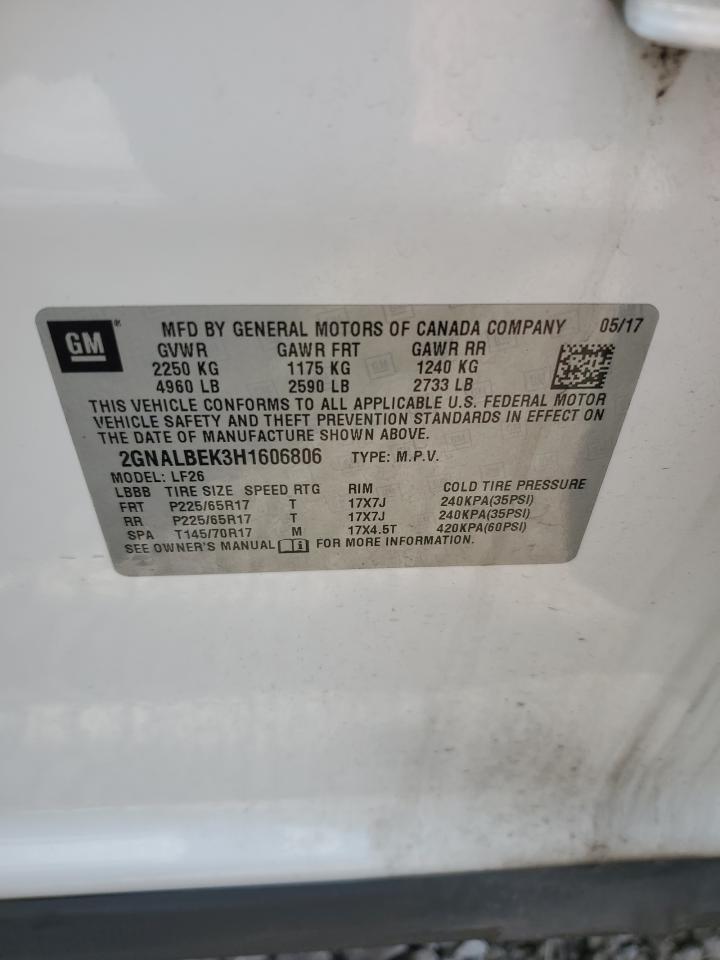 GM® MFD BY GENERAL MOTORS OF CANADA COMPANY 05/17
GVWR GAWR FRT GAWR RR
2250 KG 1175 KG 1240 KG
4960 LB 2590 LB 2733 LB
THIS VEHICLE CONFORMS TO ALL APPLICABLE U.S. FEDERAL MOTOR
VEHICLE SAFETY AND THEFT PREVENTION STANDARDS IN EFFECT ON
THE DATE OF MANUFACTURE SHOWN ABOVE.
2GNALBEK3H1606806 TYPE: M.P.V.
MODEL: LF26
LBBB TIRE SIZE SPEED RTG RIM COLD TIRE PRESSURE
FRT P225/65R17 T 17X7J 240KPA(35PSI)
RR P225/65R17 T 17X7J 240KPA(35PSI)
SPA T145/70R17 M 17X4.5T 420KPA(60PSI)
SEE OWNER'S MANUAL FOR MORE INFORMATION.